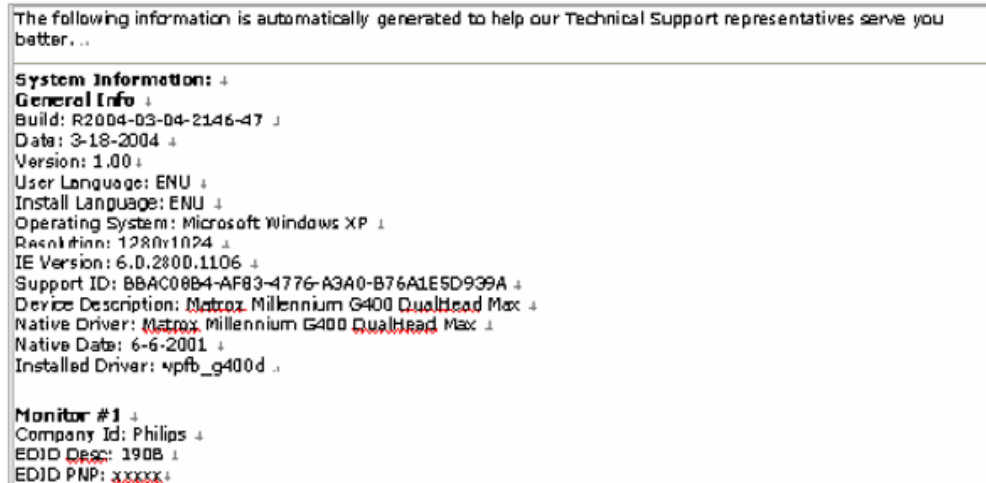 The following information is automatically generated to help our Technical Support representatives serve you
better...
System Information:
General Info
Build: R2004-03-04-2146-47
Date: 3-18-2004
Version: 1.00
User Language: ENU
Install Language: ENU
Operating System: Microsoft Windows XP
Resolution: 1280x1024
IE Version: 6.0.2800.1106
Support ID: BBAC08B4-AF83-4776-A3A0-B76A1E5D939A
Device Description: Matrox Millennium G400 DualHead Max
Native Driver: Matrox Millennium G400 DualHead Max
Native Date: 6-6-2001
Installed Driver: vpfb_g400d
Monitor #1
Company Id: Philips
EDID Desc: 190B
EDID PNP: xxxxx